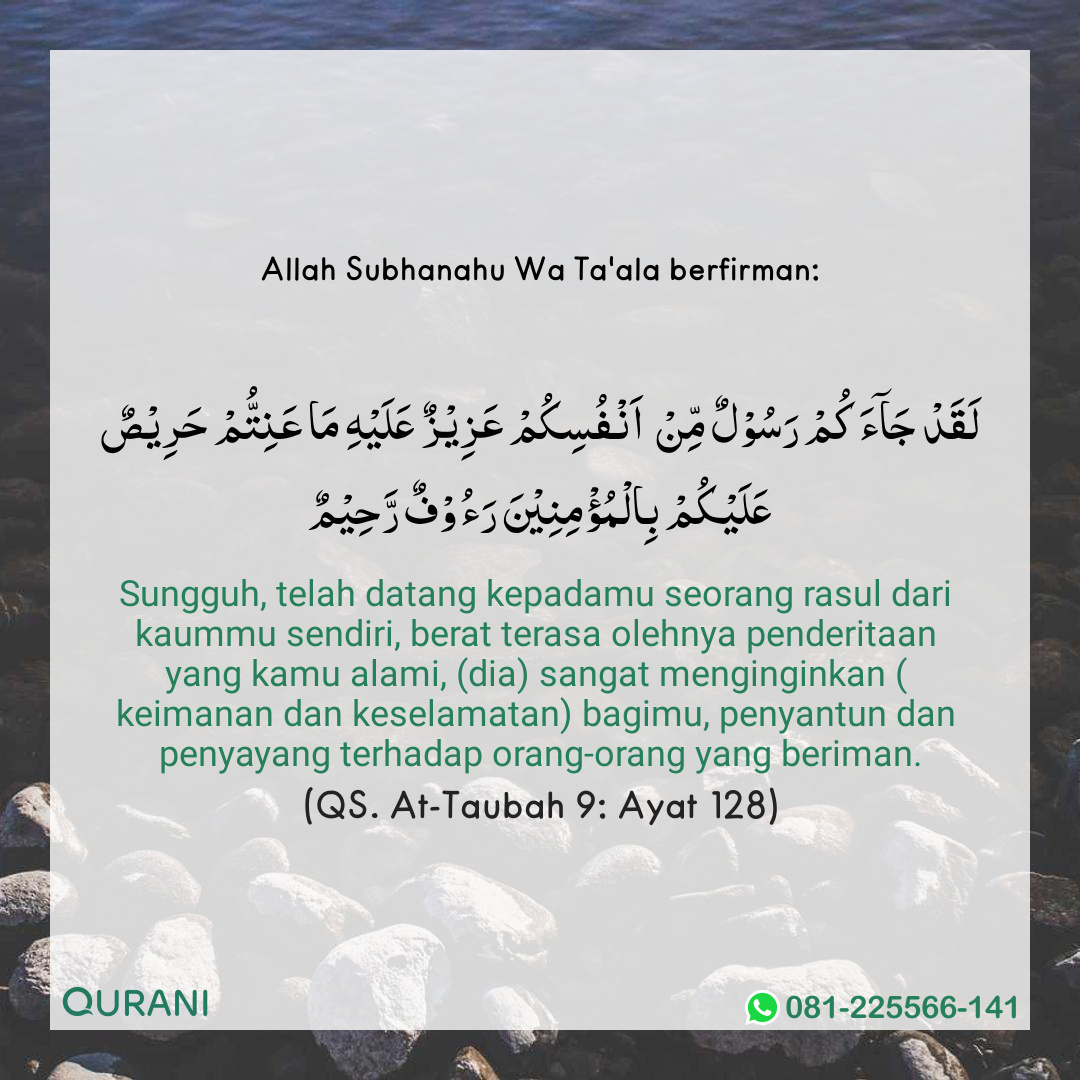 Allah Subhanahu Wa Ta'ala berfirman:
لَقَدْ جَآءَكُمْ رَسُوْلٌ مِّنْ اَنْفُسِكُمْ عَزِيْزٌ عَلَيْهِ مَا عَنِتُّمْ حَرِيْصٌ
عَلَيْكُمْ بِالْمُؤْمِنِيْنَ رَءُوْفٌ رَّحِيْمٌ
Sungguh, telah datang kepadamu seorang rasul dari
kaummu sendiri, berat terasa olehnya penderitaan
yang kamu alami, (dia) sangat menginginkan (
keimanan dan keselamatan) bagimu, penyantun dan
penyayang terhadap orang-orang yang beriman.
(QS. At-Taubah 9: Ayat 128)
QURANI
081-225566-141